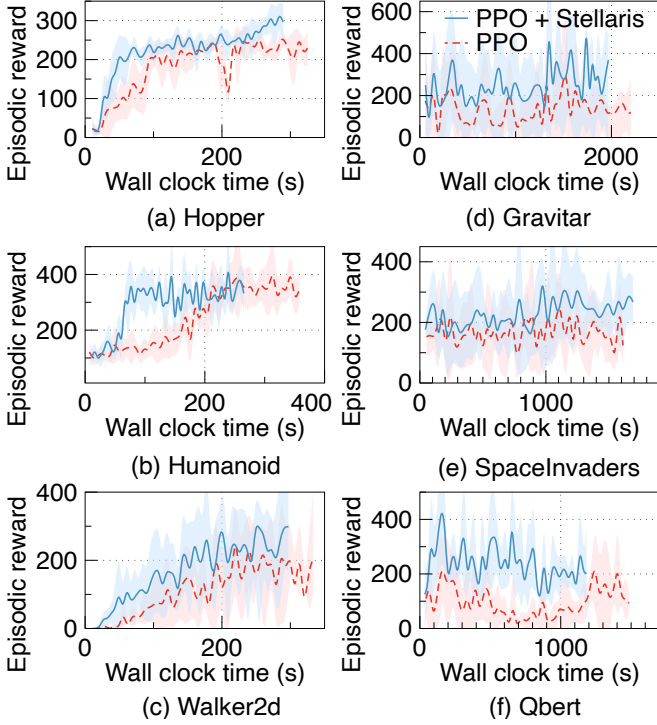 Episodic reward
300
200
100
0
0
200
Wall clock time (s)
(a) Hopper
Episodic reward
600
400
200
0
PPO + Stellaris
PPO
0
2000
Wall clock time (s)
(d) Gravitar
Episodic reward
400
200
0
200
400
Wall clock time (s)
(b) Humanoid
Episodic reward
400
200
0
1000
Wall clock time (s)
(e) SpaceInvaders
Episodic reward
400
200
0
0
200
Wall clock time (s)
(c) Walker2d
Episodic reward
400
200
0
0
1000
Wall clock time (s)
(f) Qbert